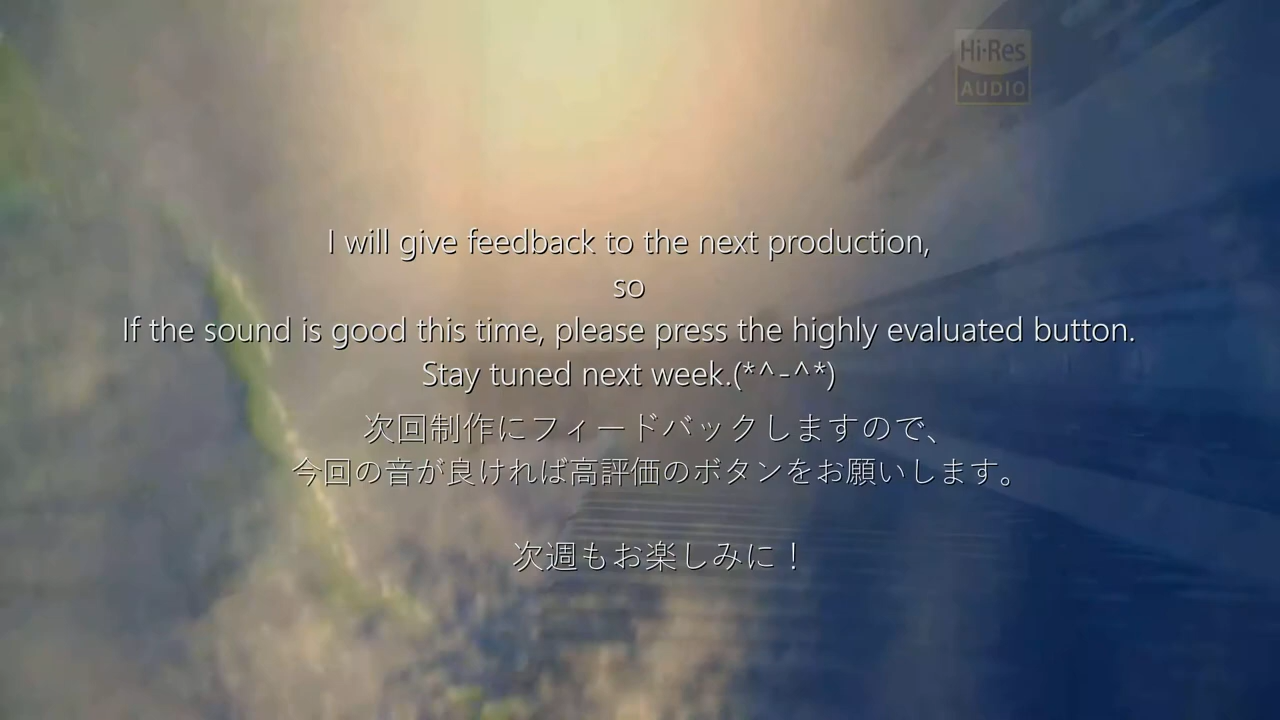 Hi-Res
AUDIO
I will give feedback to the next production,
so
If the sound is good this time, please press the highly evaluated button.
Stay tuned next week.(*^-^*)
次回制作にフィードバックしますので、
今回の音が良ければ高評価のボタンをお願いします。
次週もお楽しみに！